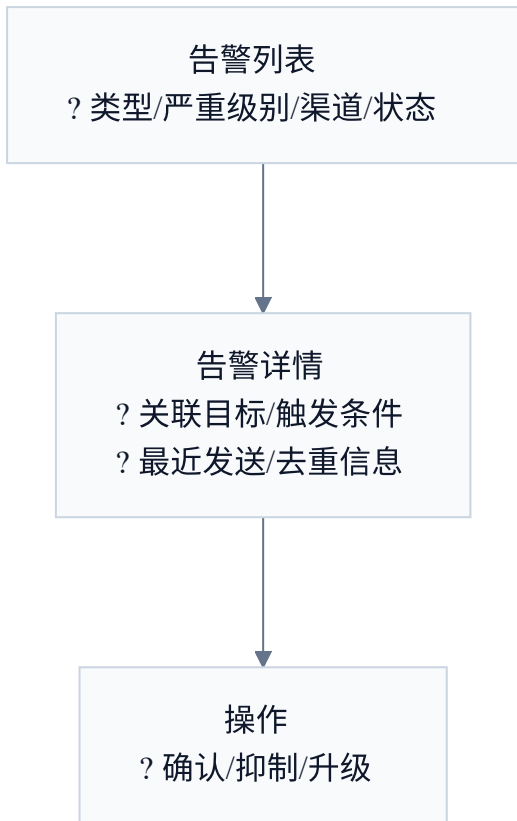 告警列表
? 类型/严重级别/渠道/状态
告警详情
? 关联目标/触发条件
? 最近发送/去重信息
操作
? 确认/抑制/升级